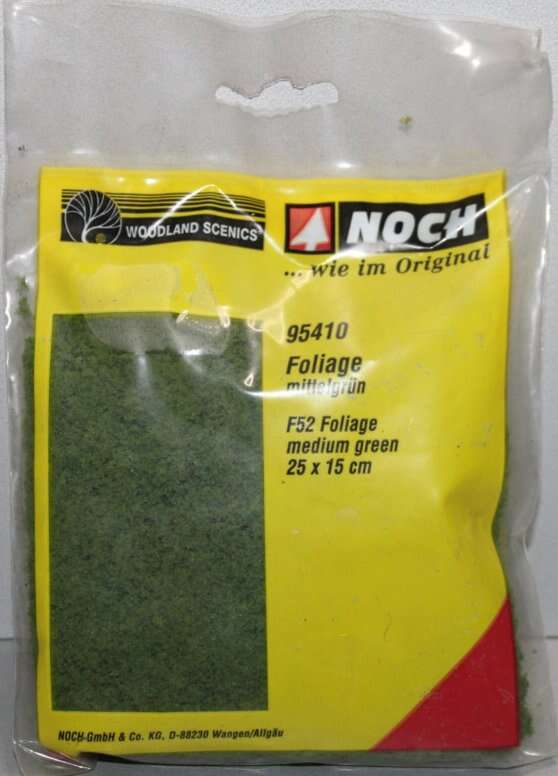 WOODLAND SCENICS®
NOCH
... wie im Original
95410
Foliage
mittelgrün
F52 Foliage
medium green
25 x 15 cm
NOCH-GmbH & Co. KG, D-88230 Wangen/Allgäu